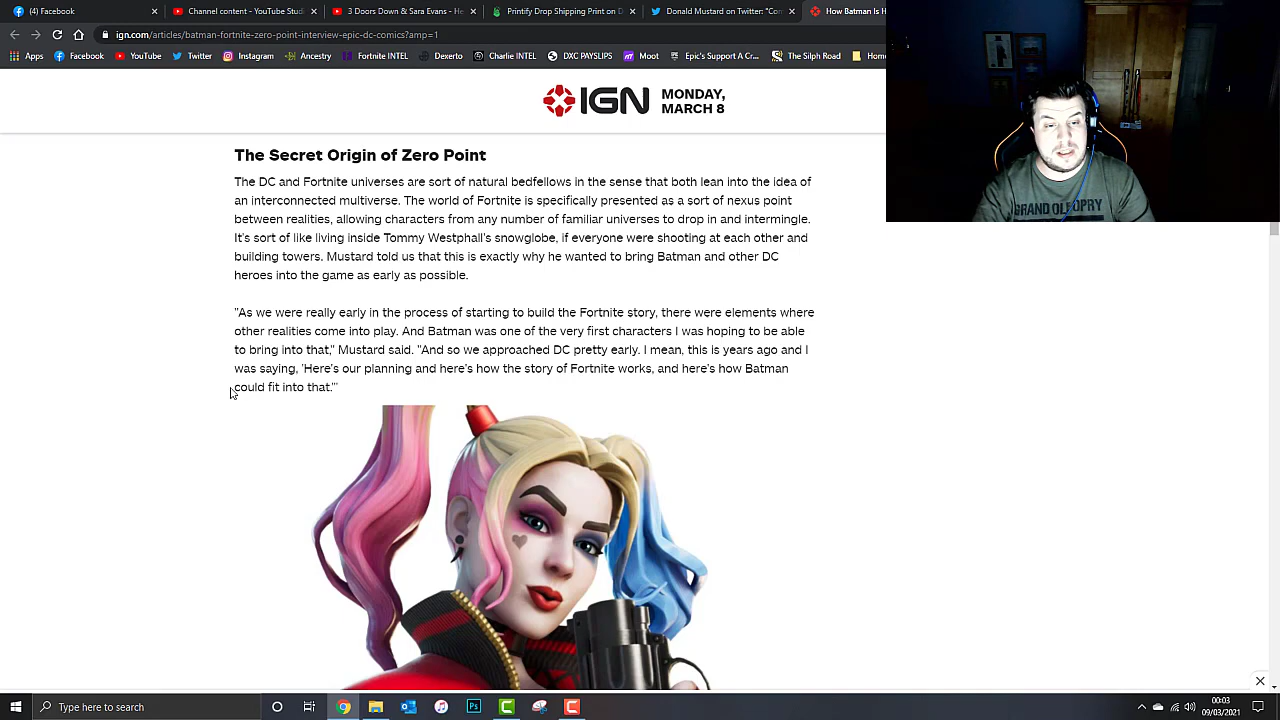 (4) Facebook
Channel content - YouTube Studi
3 Doors Down & Sara Evans - He
Printify Drop Shipping Print on D
Donald Mustard on Twitter: "Co
How Batman Is H
ign.com/articles/batman-fortnite-zero-point-interview-epic-dc-comics?amp=1
Apps
Facebook
YouTube
Twitter
Instagram
Ancestry
Fortnite INTEL
Dexerto
Charlie INTEL
DXC PAYSLIPS
Moot
Epic's Support A Cr...
The Silph Road
Home
IGN
MONDAY,
MARCH 8
The Secret Origin of Zero Point
The DC and Fortnite universes are sort of natural bedfellows in the sense that both lean into the idea of
an interconnected multiverse. The world of Fortnite is specifically presented as a sort of nexus point
between realities, allowing characters from any number of familiar universes to drop in and intermingle.
It's sort of like living inside Tommy Westphall's snowglobe, if everyone were shooting at each other and
building towers. Mustard told us that this is exactly why he wanted to bring Batman and other DC
heroes into the game as early as possible.
"As we were really early in the process of starting to build the Fortnite story, there were elements where
other realities come into play. And Batman was one of the very first characters I was hoping to be able
to bring into that," Mustard said. "And so we approached DC pretty early. I mean, this is years ago and I
was saying, 'Here's our planning and here's how the story of Fortnite works, and here's how Batman
could fit into that.'"
GRAND OLE OPRY
Type here to search
Ps
00:03
09/03/2021